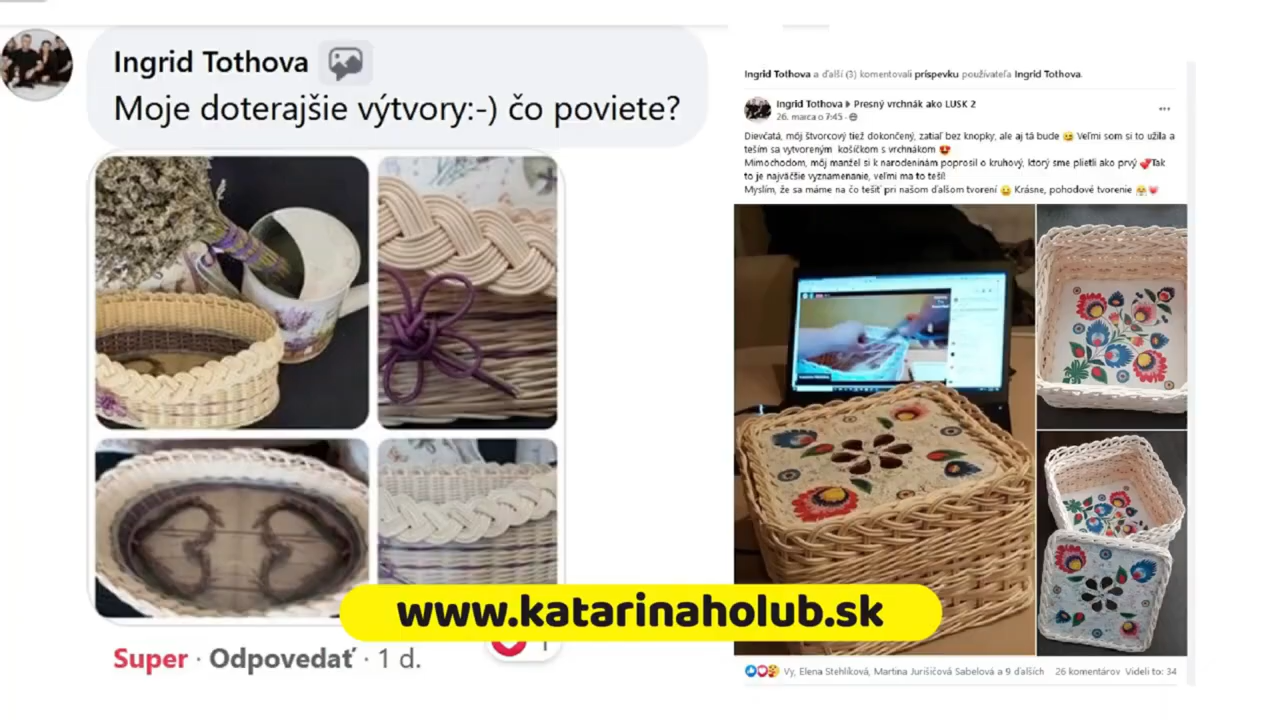 Ingrid Tothova
Moje doterajšie výtvory:-) čo poviete?
Super · Odpovedať · 1 d.
1
www.katarinaholub.sk
Ingrid Tothova a ďalší (3) komentovali príspevku používateľa Ingrid Tothova.
Ingrid Tothova ▸ Presný vrchnák ako LUSK 2
26. marca o 7:45 ·
Dievčatá, môj štvorcový tiež dokončený, zatiaľ bez knopky, ale aj tá bude 😉 Veľmi som si to užila a
teším sa vytvoreným košíčkom s vrchnákom 😍
Mimochodom, môj manžel si k narodeninám poprosil o kruhový, ktorý sme plietli ako prvý 💕Tak
to je najväčšie vyznamenanie, veľmi ma to teší!
Myslím, že sa máme na čo tešiť pri našom ďalšom tvorení 😀 Krásne, pohodové tvorenie 🤗💗
Vy, Elena Stehlíková, Martina Jurišičová Sabelová a 9 ďalších 26 komentárov Videli to: 34